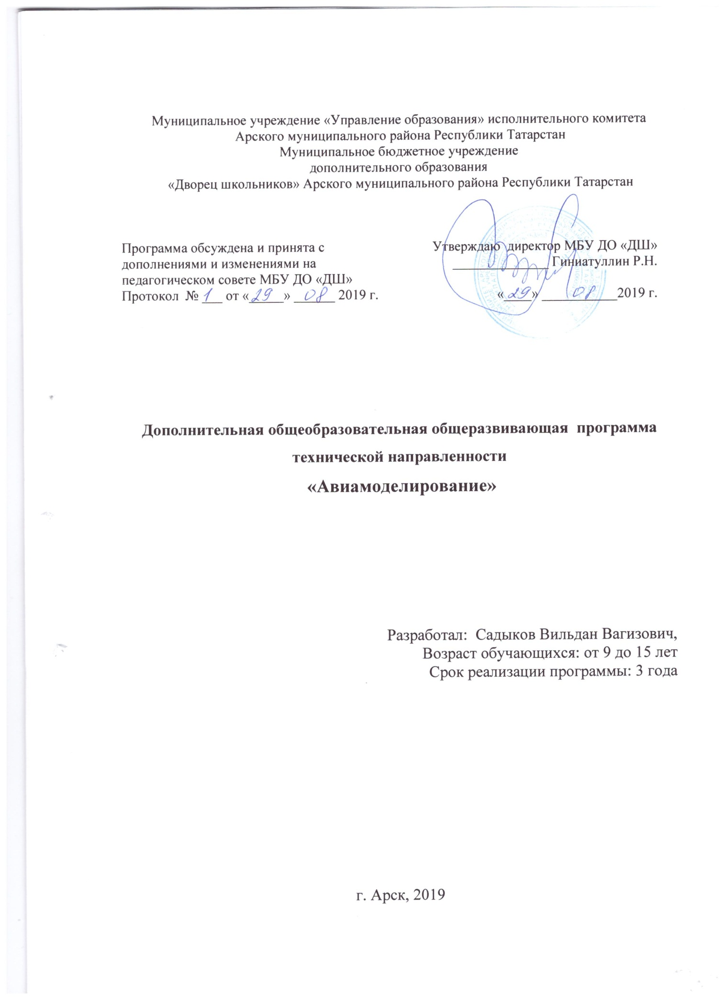 Муниципальное учреждение «Управление образования» исполнительного комитета
Арского муниципального района Республики Татарстан
Муниципальное бюджетное учреждение
дополнительного образования
«Дворец школьников» Арского муниципального района Республики Татарстан
Программа обсуждена и принята с
дополнениями и изменениями на
педагогическом совете МБУ ДО «ДШ»
Протокол № 1 от «29» 08 2019 г.
Утверждаю директор МБУ ДО «ДШ»
Гиниатуллин Р.Н.
«29» 08 2019 г.
Дополнительная общеобразовательная общеразвивающая программа
технической направленности
«Авиамоделирование»
Разработал: Садыков Вильдан Вагизович,
Возраст обучающихся: от 9 до 15 лет
Срок реализации программы: 3 года
г. Арск, 2019